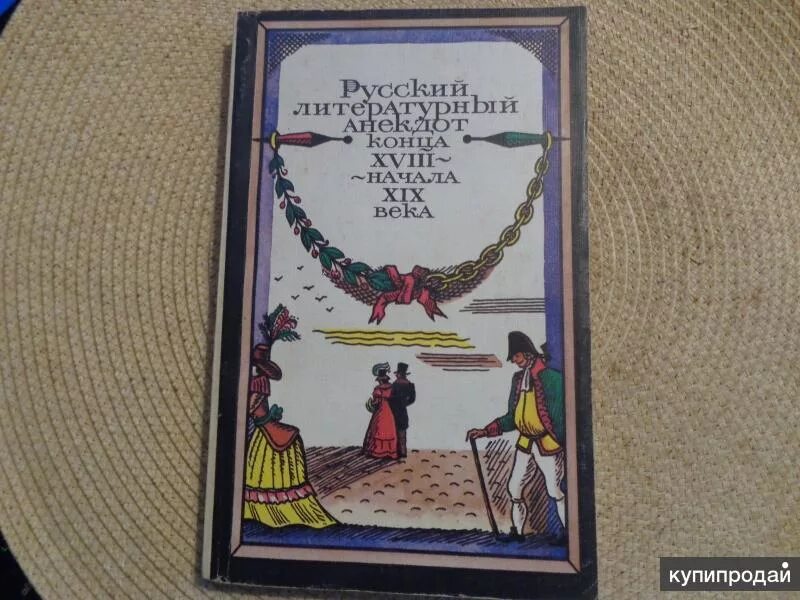 Русский
литературный
анекдот
конца
XVIII~
~начала
XIX
века
купипродай